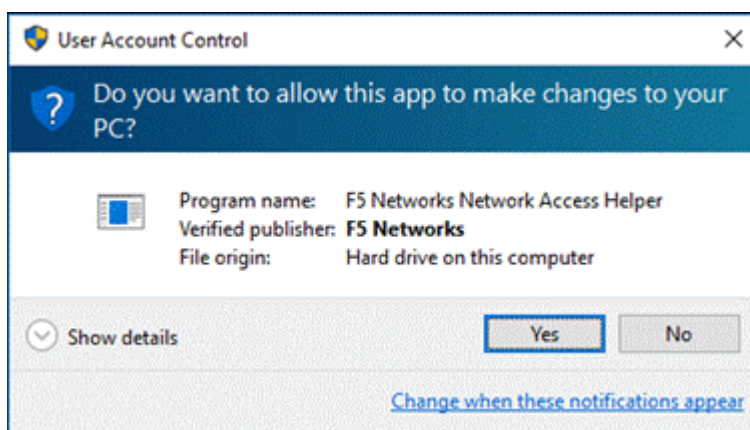 User Account Control
Do you want to allow this app to make changes to your
PC?
Program name: F5 Networks Network Access Helper
Verified publisher: F5 Networks
File origin: Hard drive on this computer
Show details
Yes
No
Change when these notifications appear